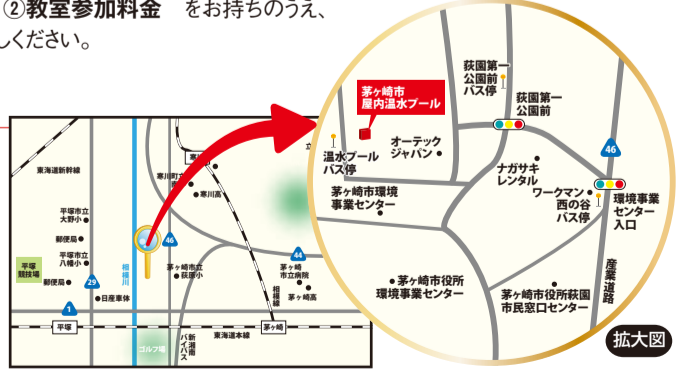 ②教室参加料金 をお持ちのうえ、
しください。
東海道新幹線
平塚市立
大野小
郵便局
平塚市立
八幡小
郵便局
平塚
競技場
29
1
日産車体
平塚
相模川
46
寒川高
茅ヶ崎市立
萩園小
44
茅ヶ崎
市立病院
茅ヶ崎高
相模線
茅ヶ崎
東海道本線
新湘南
バイパス
ゴルフ場
茅ヶ崎市
屋内温水プール
温水プール
バス停
オーテック
ジャパン
萩園第一
公園前
バス停
萩園第一
公園前
46
ナガサキ
レンタル
ワークマン
西の谷
バス停
環境事業
センター
入口
茅ヶ崎市環境
事業センター
茅ヶ崎市役所
環境事業センター
茅ヶ崎市役所萩園
市民窓口センター
産業道路
拡大図